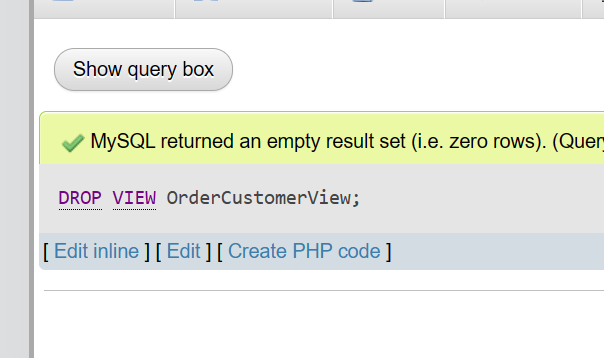 Show query box
MySQL returned an empty result set (i.e. zero rows). (Quer
DROP VIEW OrderCustomerView;
[ Edit inline ] [ Edit ] [ Create PHP code ]